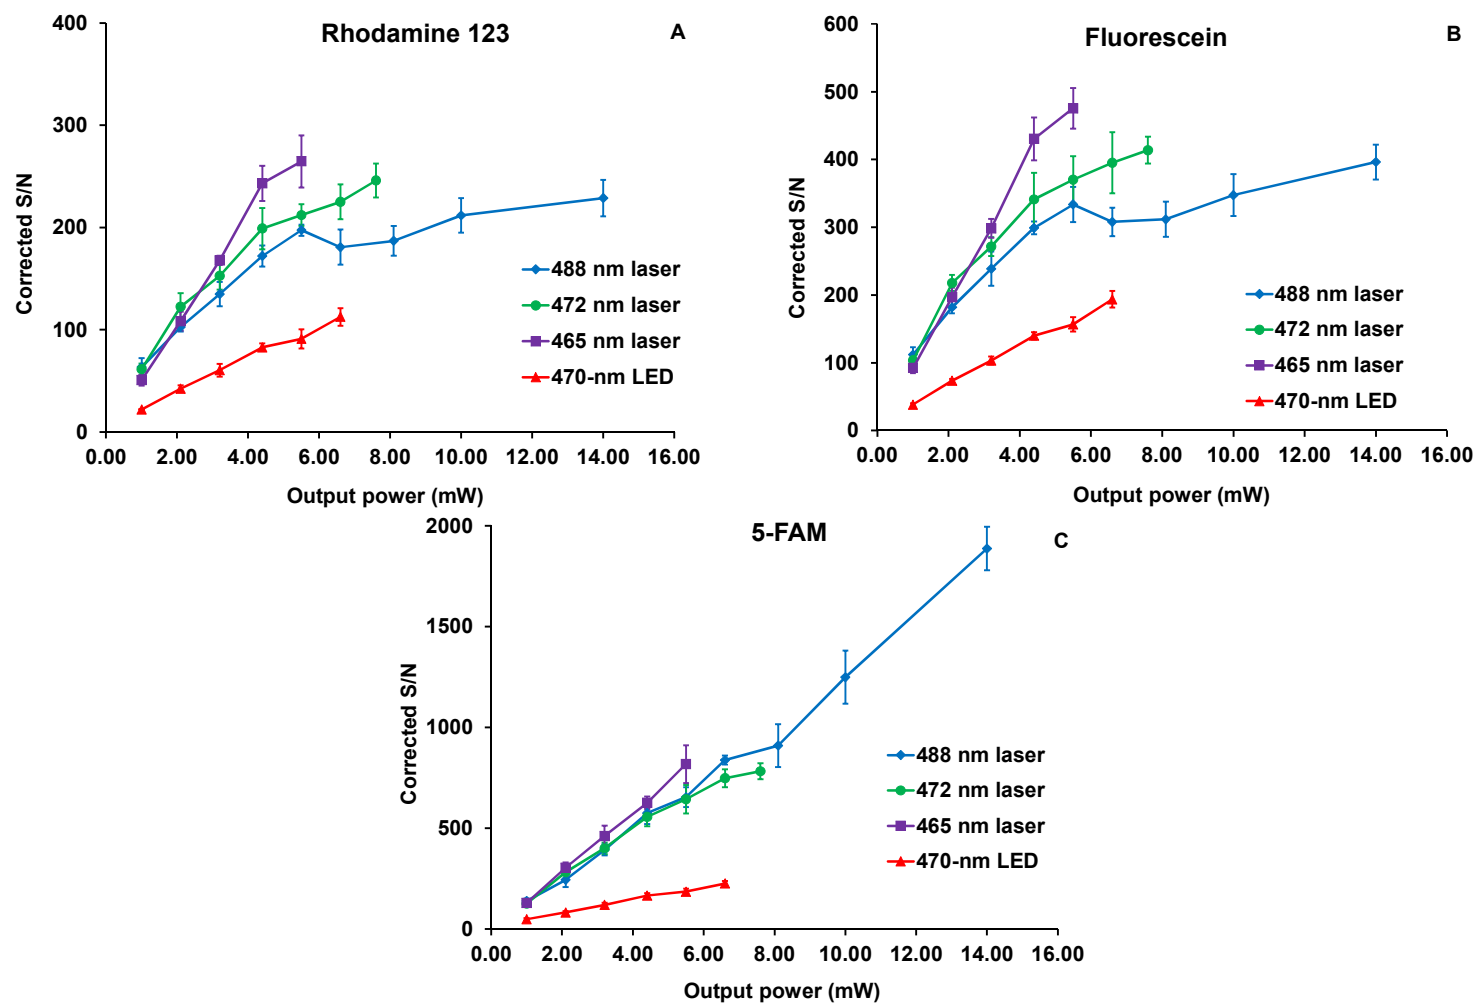 Rhodamine 123
A
400
300
200
100
0
Corrected S/N
0.00 2.00 4.00 6.00 8.00 10.00 12.00 14.00 16.00
Output power (mW)
488 nm laser
472 nm laser
465 nm laser
470-nm LED
Fluorescein
B
600
500
400
300
200
100
0
Corrected S/N
0.00 2.00 4.00 6.00 8.00 10.00 12.00 14.00 16.00
Output power (mW)
488 nm laser
472 nm laser
465 nm laser
470-nm LED
5-FAM
C
2000
1500
1000
500
0
Corrected S/N
0.00 2.00 4.00 6.00 8.00 10.00 12.00 14.00 16.00
Output power (mW)
488 nm laser
472 nm laser
465 nm laser
470-nm LED